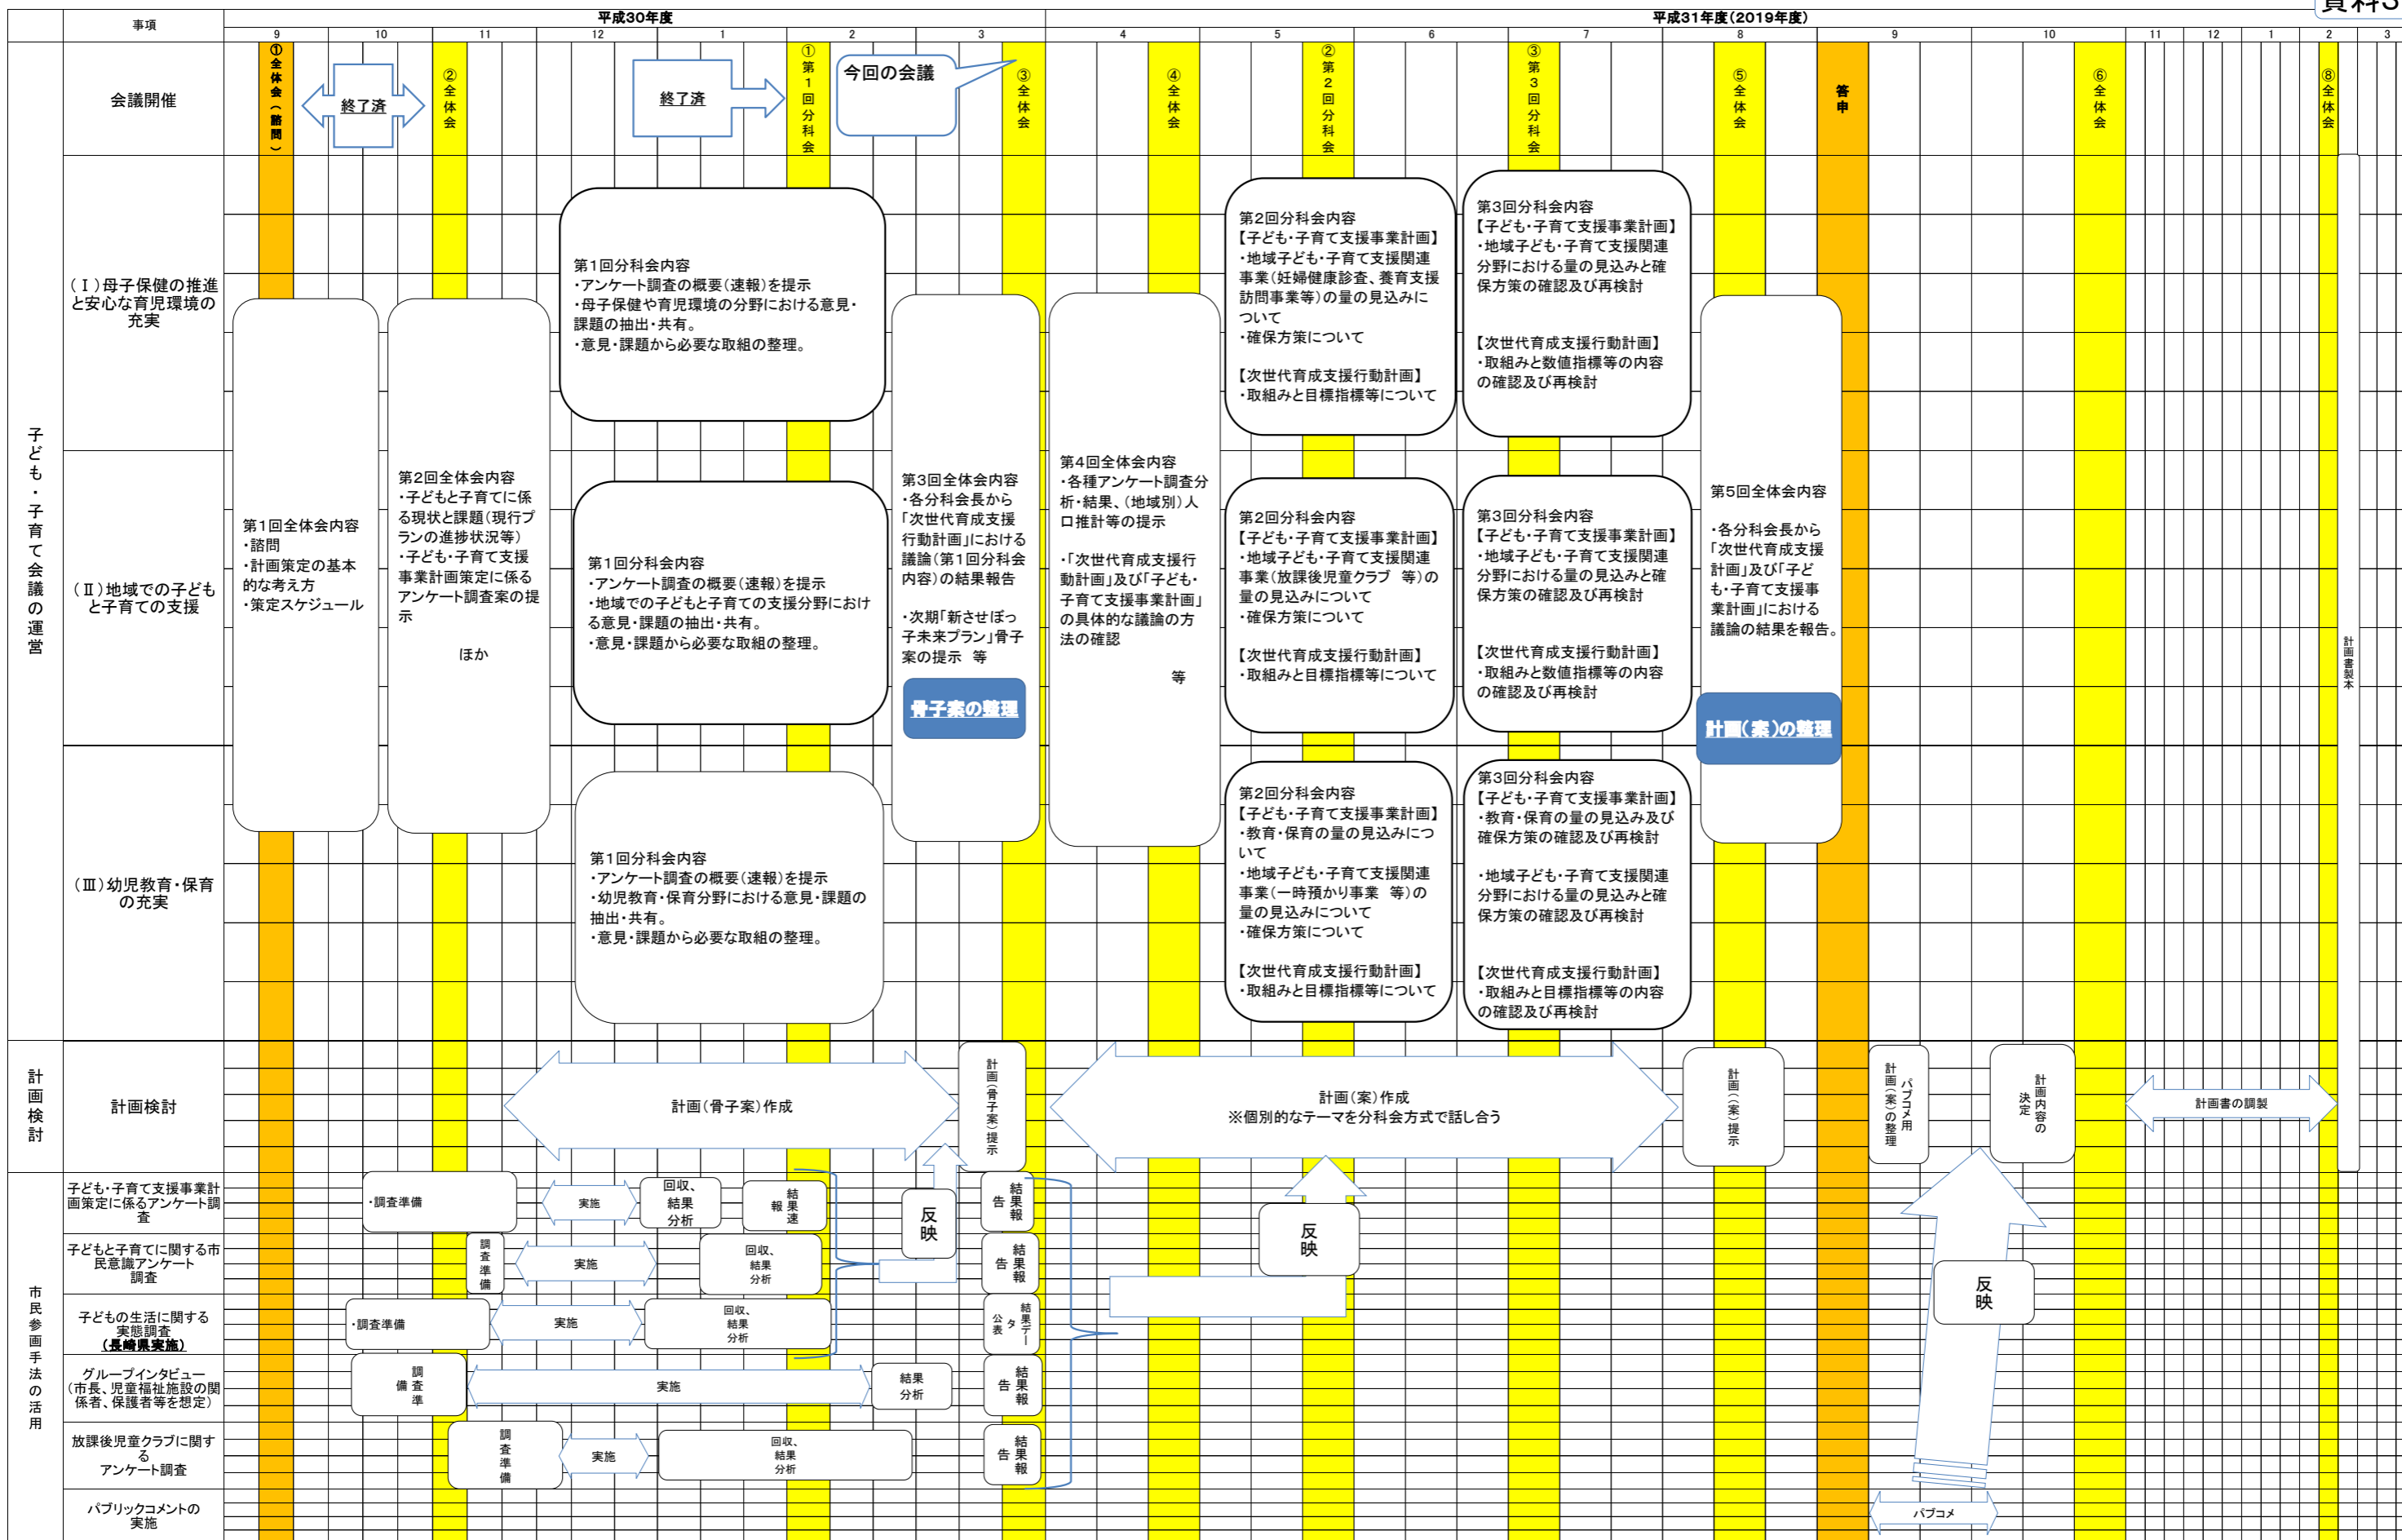 資料3
事項
平成30年度
平成31年度(2019年度)
9
10
11
12
1
2
3
4
5
6
7
8
9
10
11
12
1
2
3
会議開催
①全体会(諮問)
終了済
②全体会
終了済
①第1回分科会
今回の会議
③全体会
④全体会
②第2回分科会
③第3回分科会
⑤全体会
答申
⑥全体会
⑧全体会
子ども・子育て会議の運営
(Ⅰ)母子保健の推進
と安心な育児環境の
充実
(Ⅱ)地域での子ども
と子育ての支援
(Ⅲ)幼児教育・保育
の充実
第1回全体会内容
・諮問
・計画策定の基本
的な考え方
・策定スケジュール
第2回全体会内容
・子どもと子育てに係
る現状と課題(現行プ
ランの進捗状況等)
・子ども・子育て支援
事業計画策定に係る
アンケート調査案の提
示
ほか
第1回分科会内容
・アンケート調査の概要(速報)を提示
・母子保健や育児環境の分野における意見・
課題の抽出・共有。
・意見・課題から必要な取組の整理。
第1回分科会内容
・アンケート調査の概要(速報)を提示
・地域での子どもと子育ての支援分野におけ
る意見・課題の抽出・共有。
・意見・課題から必要な取組の整理。
第1回分科会内容
・アンケート調査の概要(速報)を提示
・幼児教育・保育分野における意見・課題の
抽出・共有。
・意見・課題から必要な取組の整理。
第3回全体会内容
・各分科会長から
「次世代育成支援
行動計画」における
議論(第1回分科会
内容)の結果報告
・次期「新させぼっ
子未来プラン」骨子
案の提示 等
骨子案の整理
第4回全体会内容
・各種アンケート調査分
析・結果、(地域別)人
口推計等の提示
・「次世代育成支援行
動計画」及び「子ども・
子育て支援事業計画」
の具体的な議論の方
法の確認
等
第2回分科会内容
【子ども・子育て支援事業計画】
・地域子ども・子育て支援関連
事業(妊婦健康診査、養育支援
訪問事業等)の量の見込みに
ついて
・確保方策について
【次世代育成支援行動計画】
・取組みと目標指標等について
第2回分科会内容
【子ども・子育て支援事業計画】
・地域子ども・子育て支援関連
事業(放課後児童クラブ 等)の
量の見込みについて
・確保方策について
【次世代育成支援行動計画】
・取組みと目標指標等について
第2回分科会内容
【子ども・子育て支援事業計画】
・教育・保育の量の見込みにつ
いて
・地域子ども・子育て支援関連
事業(一時預かり事業 等)の
量の見込みについて
・確保方策について
【次世代育成支援行動計画】
・取組みと目標指標等について
第3回分科会内容
【子ども・子育て支援事業計画】
・地域子ども・子育て支援関連
分野における量の見込みと確
保方策の確認及び再検討
【次世代育成支援行動計画】
・取組みと数値指標等の内容
の確認及び再検討
第3回分科会内容
【子ども・子育て支援事業計画】
・地域子ども・子育て支援関連
分野における量の見込みと確
保方策の確認及び再検討
【次世代育成支援行動計画】
・取組みと数値指標等の内容
の確認及び再検討
第3回分科会内容
【子ども・子育て支援事業計画】
・教育・保育の量の見込み及び
確保方策の確認及び再検討
・地域子ども・子育て支援関連
分野における量の見込みと確
保方策の確認及び再検討
【次世代育成支援行動計画】
・取組みと目標指標等の内容
の確認及び再検討
第5回全体会内容
・各分科会長から
「次世代育成支援
計画」及び「子ど
も・子育て支援事
業計画」における
議論の結果を報告。
計画(案)の整理
計画書製本
計画検討
計画検討
計画(骨子案)作成
計画(骨子案)提示
計画(案)作成
※個別的なテーマを分科会方式で話し合う
計画(案)提示
パブコメ用
計画(案)の整理
計画内容の
決定
計画書の調製
市民参画手法の活用
子ども・子育て支援事業計
画策定に係るアンケート調
査
・調査準備
実施
回収、
結果
分析
結果速
報
反映
結果報
告
反映
反映
子どもと子育てに関する市
民意識アンケート
調査
調査準備
実施
回収、
結果
分析
結果報
告
子どもの生活に関する
実態調査
(長崎県実施)
・調査準備
実施
回収、
結果
分析
結果デー
タ
公表
グループインタビュー
(市長、児童福祉施設の関
係者、保護者等を想定)
調査準
備
実施
結果
分析
結果報
告
放課後児童クラブに関す
る
アンケート調査
調査準備
実施
回収、
結果
分析
結果報
告
パブリックコメントの
実施
パブコメ